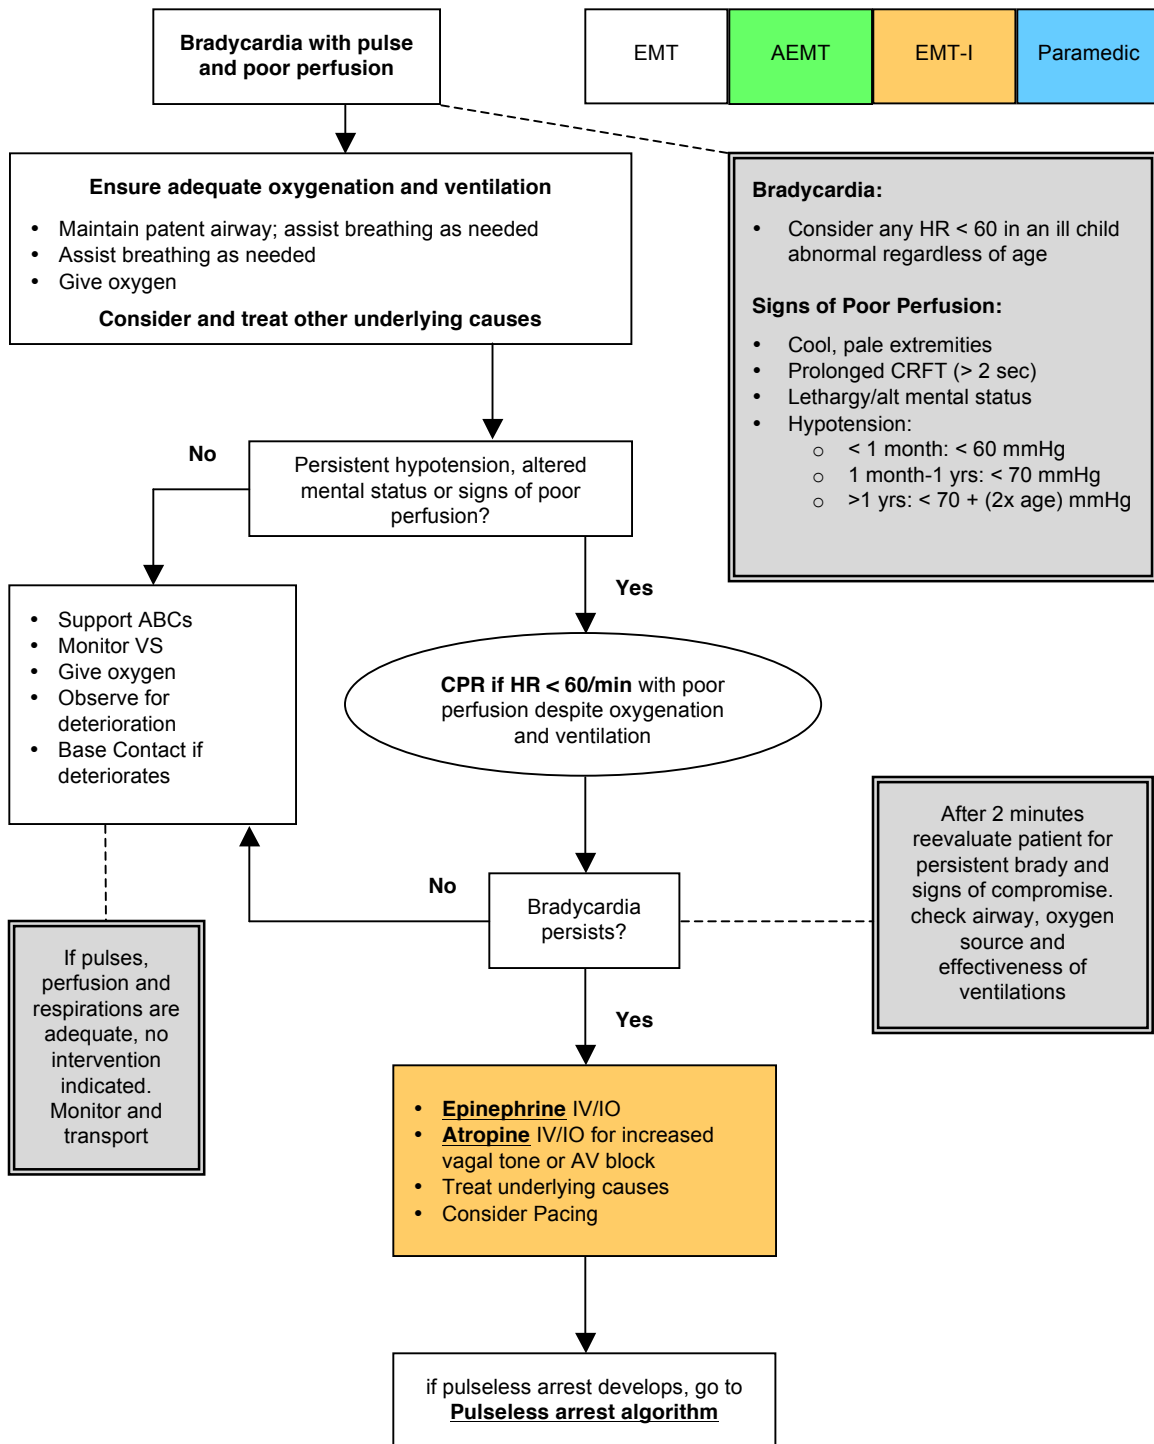 Bradycardia with pulse
and poor perfusion
EMT
AEMT
EMT-I
Paramedic
Ensure adequate oxygenation and ventilation
• Maintain patent airway; assist breathing as needed
• Assist breathing as needed
• Give oxygen
Consider and treat other underlying causes
Bradycardia:
• Consider any HR < 60 in an ill child
abnormal regardless of age
Signs of Poor Perfusion:
• Cool, pale extremities
• Prolonged CRFT (> 2 sec)
• Lethargy/alt mental status
• Hypotension:
o < 1 month: < 60 mmHg
o 1 month-1 yrs: < 70 mmHg
o >1 yrs: < 70 + (2x age) mmHg
No
Persistent hypotension, altered
mental status or signs of poor
perfusion?
Yes
• Support ABCs
• Monitor VS
• Give oxygen
• Observe for
deterioration
• Base Contact if
deteriorates
CPR if HR < 60/min with poor
perfusion despite oxygenation
and ventilation
After 2 minutes
reevaluate patient for
persistent brady and
signs of compromise.
check airway, oxygen
source and
effectiveness of
ventilations
No
Bradycardia
persists?
If pulses,
perfusion and
respirations are
adequate, no
intervention
indicated.
Monitor and
transport
Yes
• Epinephrine IV/IO
• Atropine IV/IO for increased
vagal tone or AV block
• Treat underlying causes
• Consider Pacing
if pulseless arrest develops, go to
Pulseless arrest algorithm